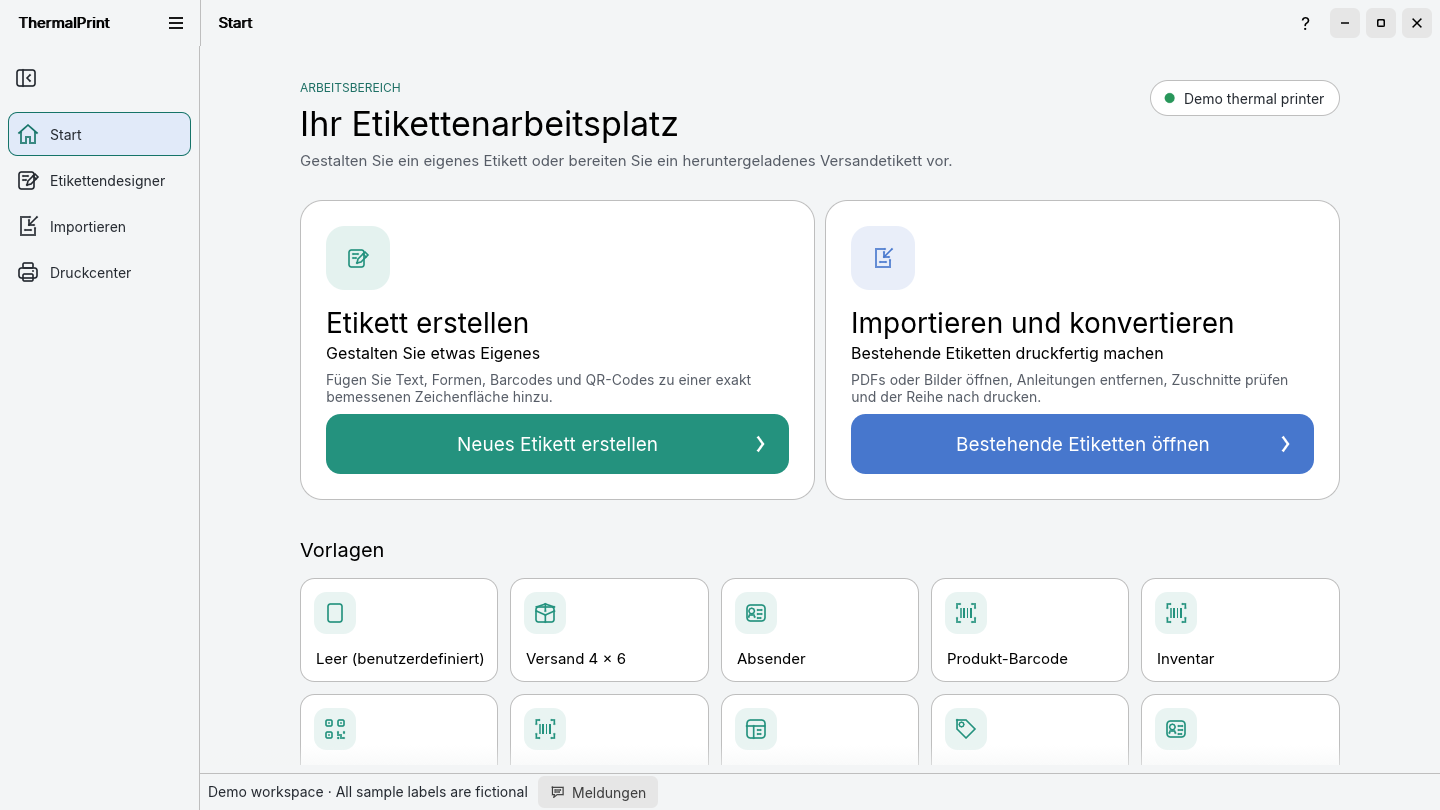 ThermalPrint
Start
?
Start
Etikettendesigner
Importieren
Druckcenter
ARBEITSBEREICH
Ihr Etikettenarbeitsplatz
Gestalten Sie ein eigenes Etikett oder bereiten Sie ein heruntergeladenes Versandetikett vor.
Demo thermal printer
Etikett erstellen
Gestalten Sie etwas Eigenes
Fügen Sie Text, Formen, Barcodes und QR-Codes zu einer exakt
bemessenen Zeichenfläche hinzu.
Neues Etikett erstellen
Importieren und konvertieren
Bestehende Etiketten druckfertig machen
PDFs oder Bilder öffnen, Anleitungen entfernen, Zuschnitte prüfen
und der Reihe nach drucken.
Bestehende Etiketten öffnen
Vorlagen
Leer (benutzerdefiniert)
Versand 4 × 6
Absender
Produkt-Barcode
Inventar
Demo workspace · All sample labels are fictional
Meldungen